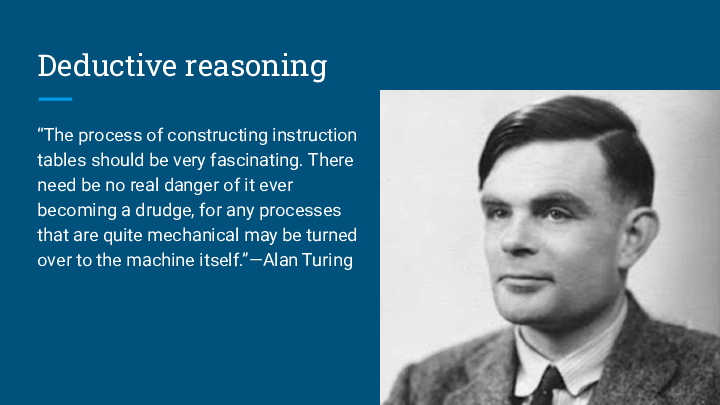 Deductive reasoning
“The process of constructing instruction
tables should be very fascinating. There
need be no real danger of it ever
becoming a drudge, for any processes
that are quite mechanical may be turned
over to the machine itself.”—Alan Turing